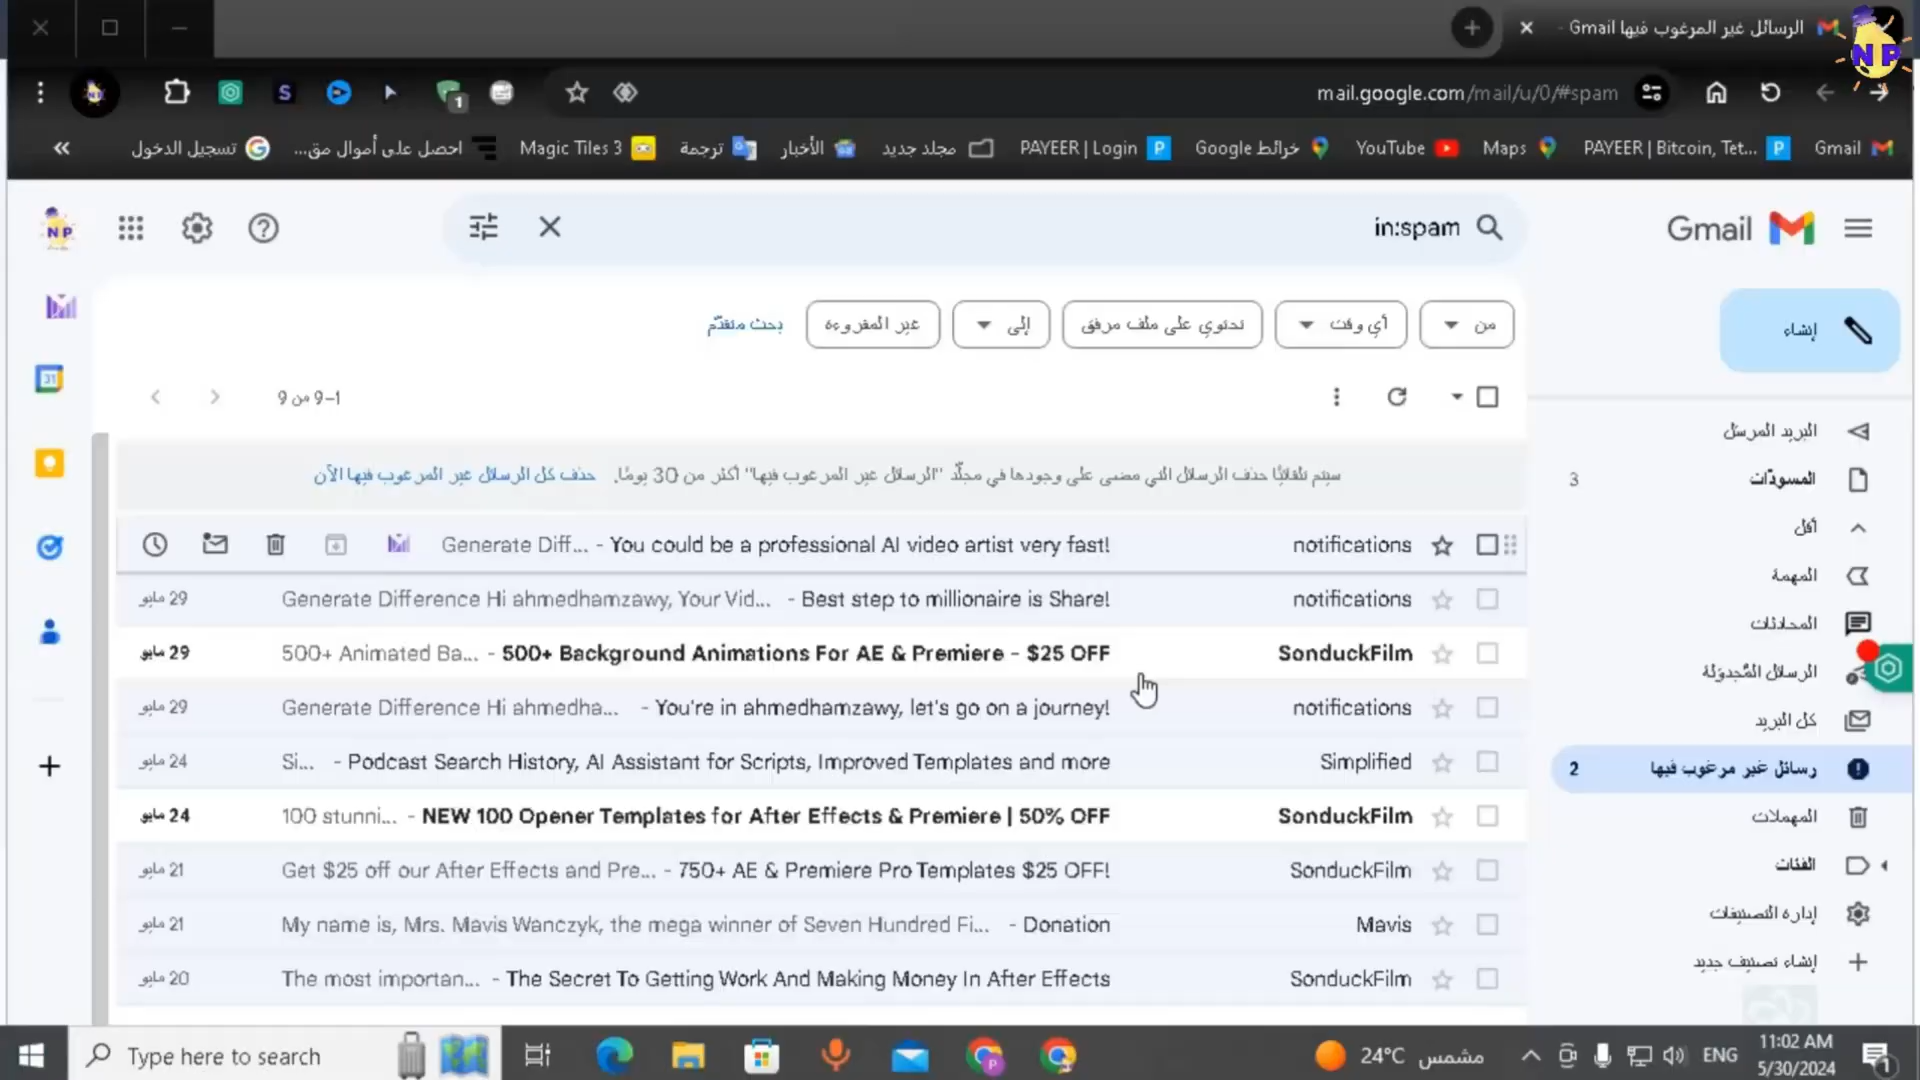 الرسائل غير المرغوب فيها Gmail -
NP
mail.google.com/mail/u/0/#spam
1
Gmail
PAYEER | Bitcoin, Tet...
Maps
YouTube
خرائط Google
PAYEER | Login
مجلد جديد
الأخبار
ترجمة
Magic Tiles 3
احصل على أموال مق...
تسجيل الدخول
Gmail
in:spam
NP
إنشاء
من
أي وقت
تحتوي على ملف مرفق
إلى
غير المقروءة
بحث متقدّم
1–9 من 9
31
البريد المرسل
المسودّات 3
أقل
المهمة
المحادثات
الرسائل المُجدوَلة
كل البريد
رسائل غير مرغوب فيها 2
المهملات
الفئات
إدارة التصنيفات
إنشاء تصنيف جديد
سيتم تلقائيًا حذف الرسائل التي مضى على وجودها في مجلّد "الرسائل غير المرغوب فيها" أكثر من 30 يومًا. حذف كل الرسائل غير المرغوب فيها الآن
notifications You could be a professional AI video artist very fast! - Generate Diff...
notifications Best step to millionaire is Share! - Generate Difference Hi ahmedhamzawy, Your Vid... 29 مايو
SonduckFilm 500+ Background Animations For AE & Premiere - $25 OFF - 500+ Animated Ba... 29 مايو
notifications You're in ahmedhamzawy, let's go on a journey! - Generate Difference Hi ahmedha... 29 مايو
Simplified Podcast Search History, AI Assistant for Scripts, Improved Templates and more - Si... 24 مايو
SonduckFilm NEW 100 Opener Templates for After Effects & Premiere | 50% OFF - 100 stunni... 24 مايو
SonduckFilm 750+ AE & Premiere Pro Templates $25 OFF! - Get $25 off our After Effects and Pre... 21 مايو
Mavis Donation - My name is, Mrs. Mavis Wanczyk, the mega winner of Seven Hundred Fi... 21 مايو
SonduckFilm The Secret To Getting Work And Making Money In After Effects - The most importan... 20 مايو
Type here to search
24°C مشمس
ENG
11:02 AM
5/30/2024
1